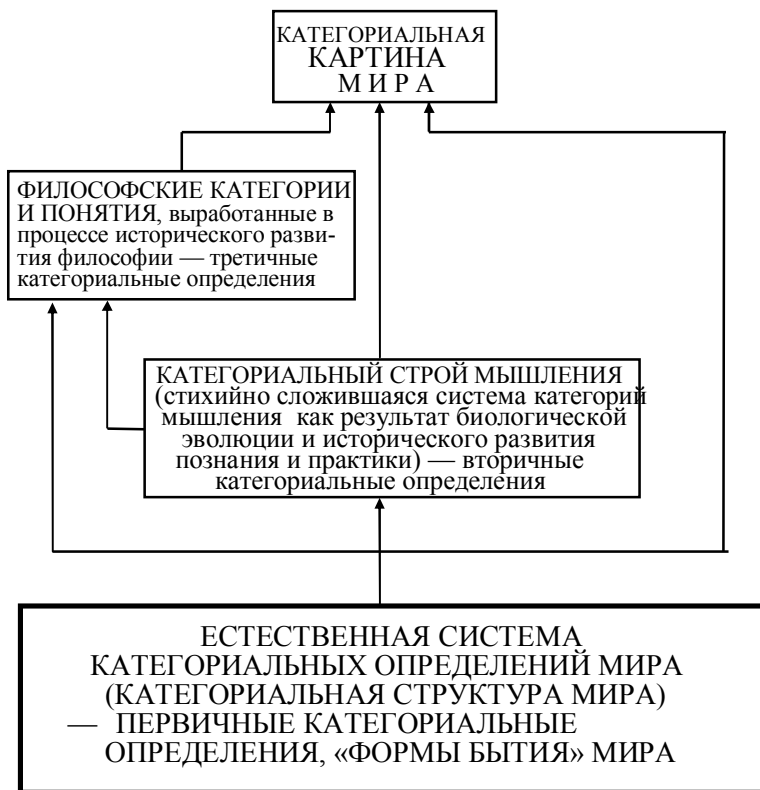 КАТЕГОРИАЛЬНАЯ
КАРТИНА
М И Р А
ФИЛОСОФСКИЕ КАТЕГОРИИ
И ПОНЯТИЯ, выработанные в
процессе исторического разви-
тия философии — третичные
категориальные определения
КАТЕГОРИАЛЬНЫЙ СТРОЙ МЫШЛЕНИЯ
(стихийно сложившаяся система категорий
мышления как результат биологической
эволюции и исторического развития
познания и практики) — вторичные
категориальные определения
ЕСТЕСТВЕННАЯ СИСТЕМА
КАТЕГОРИАЛЬНЫХ ОПРЕДЕЛЕНИЙ МИРА
(КАТЕГОРИАЛЬНАЯ СТРУКТУРА МИРА)
— ПЕРВИЧНЫЕ КАТЕГОРИАЛЬНЫЕ
ОПРЕДЕЛЕНИЯ, «ФОРМЫ БЫТИЯ» МИРА